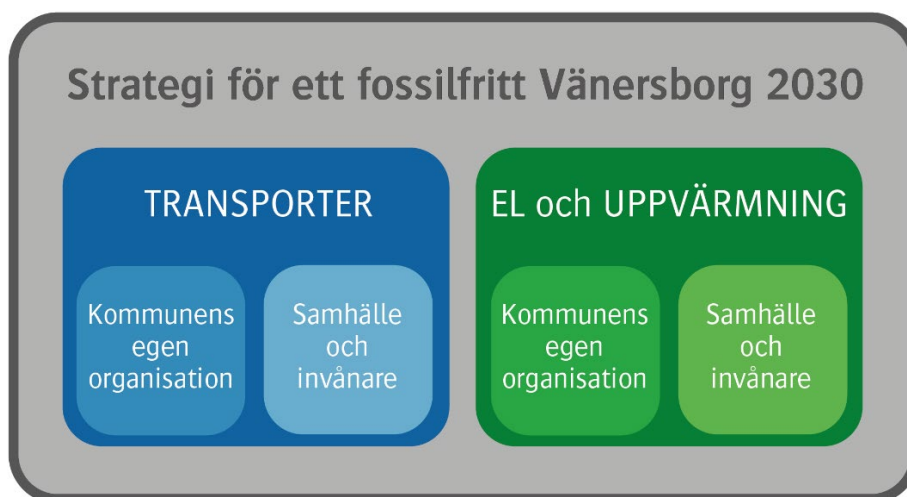 Strategi för ett fossilfritt Vänersborg 2030
TRANSPORTER
Kommunens
egen
organisation
Samhälle
och
invånare
EL och UPPVÄRMNING
Kommunens
egen
organisation
Samhälle
och
invånare